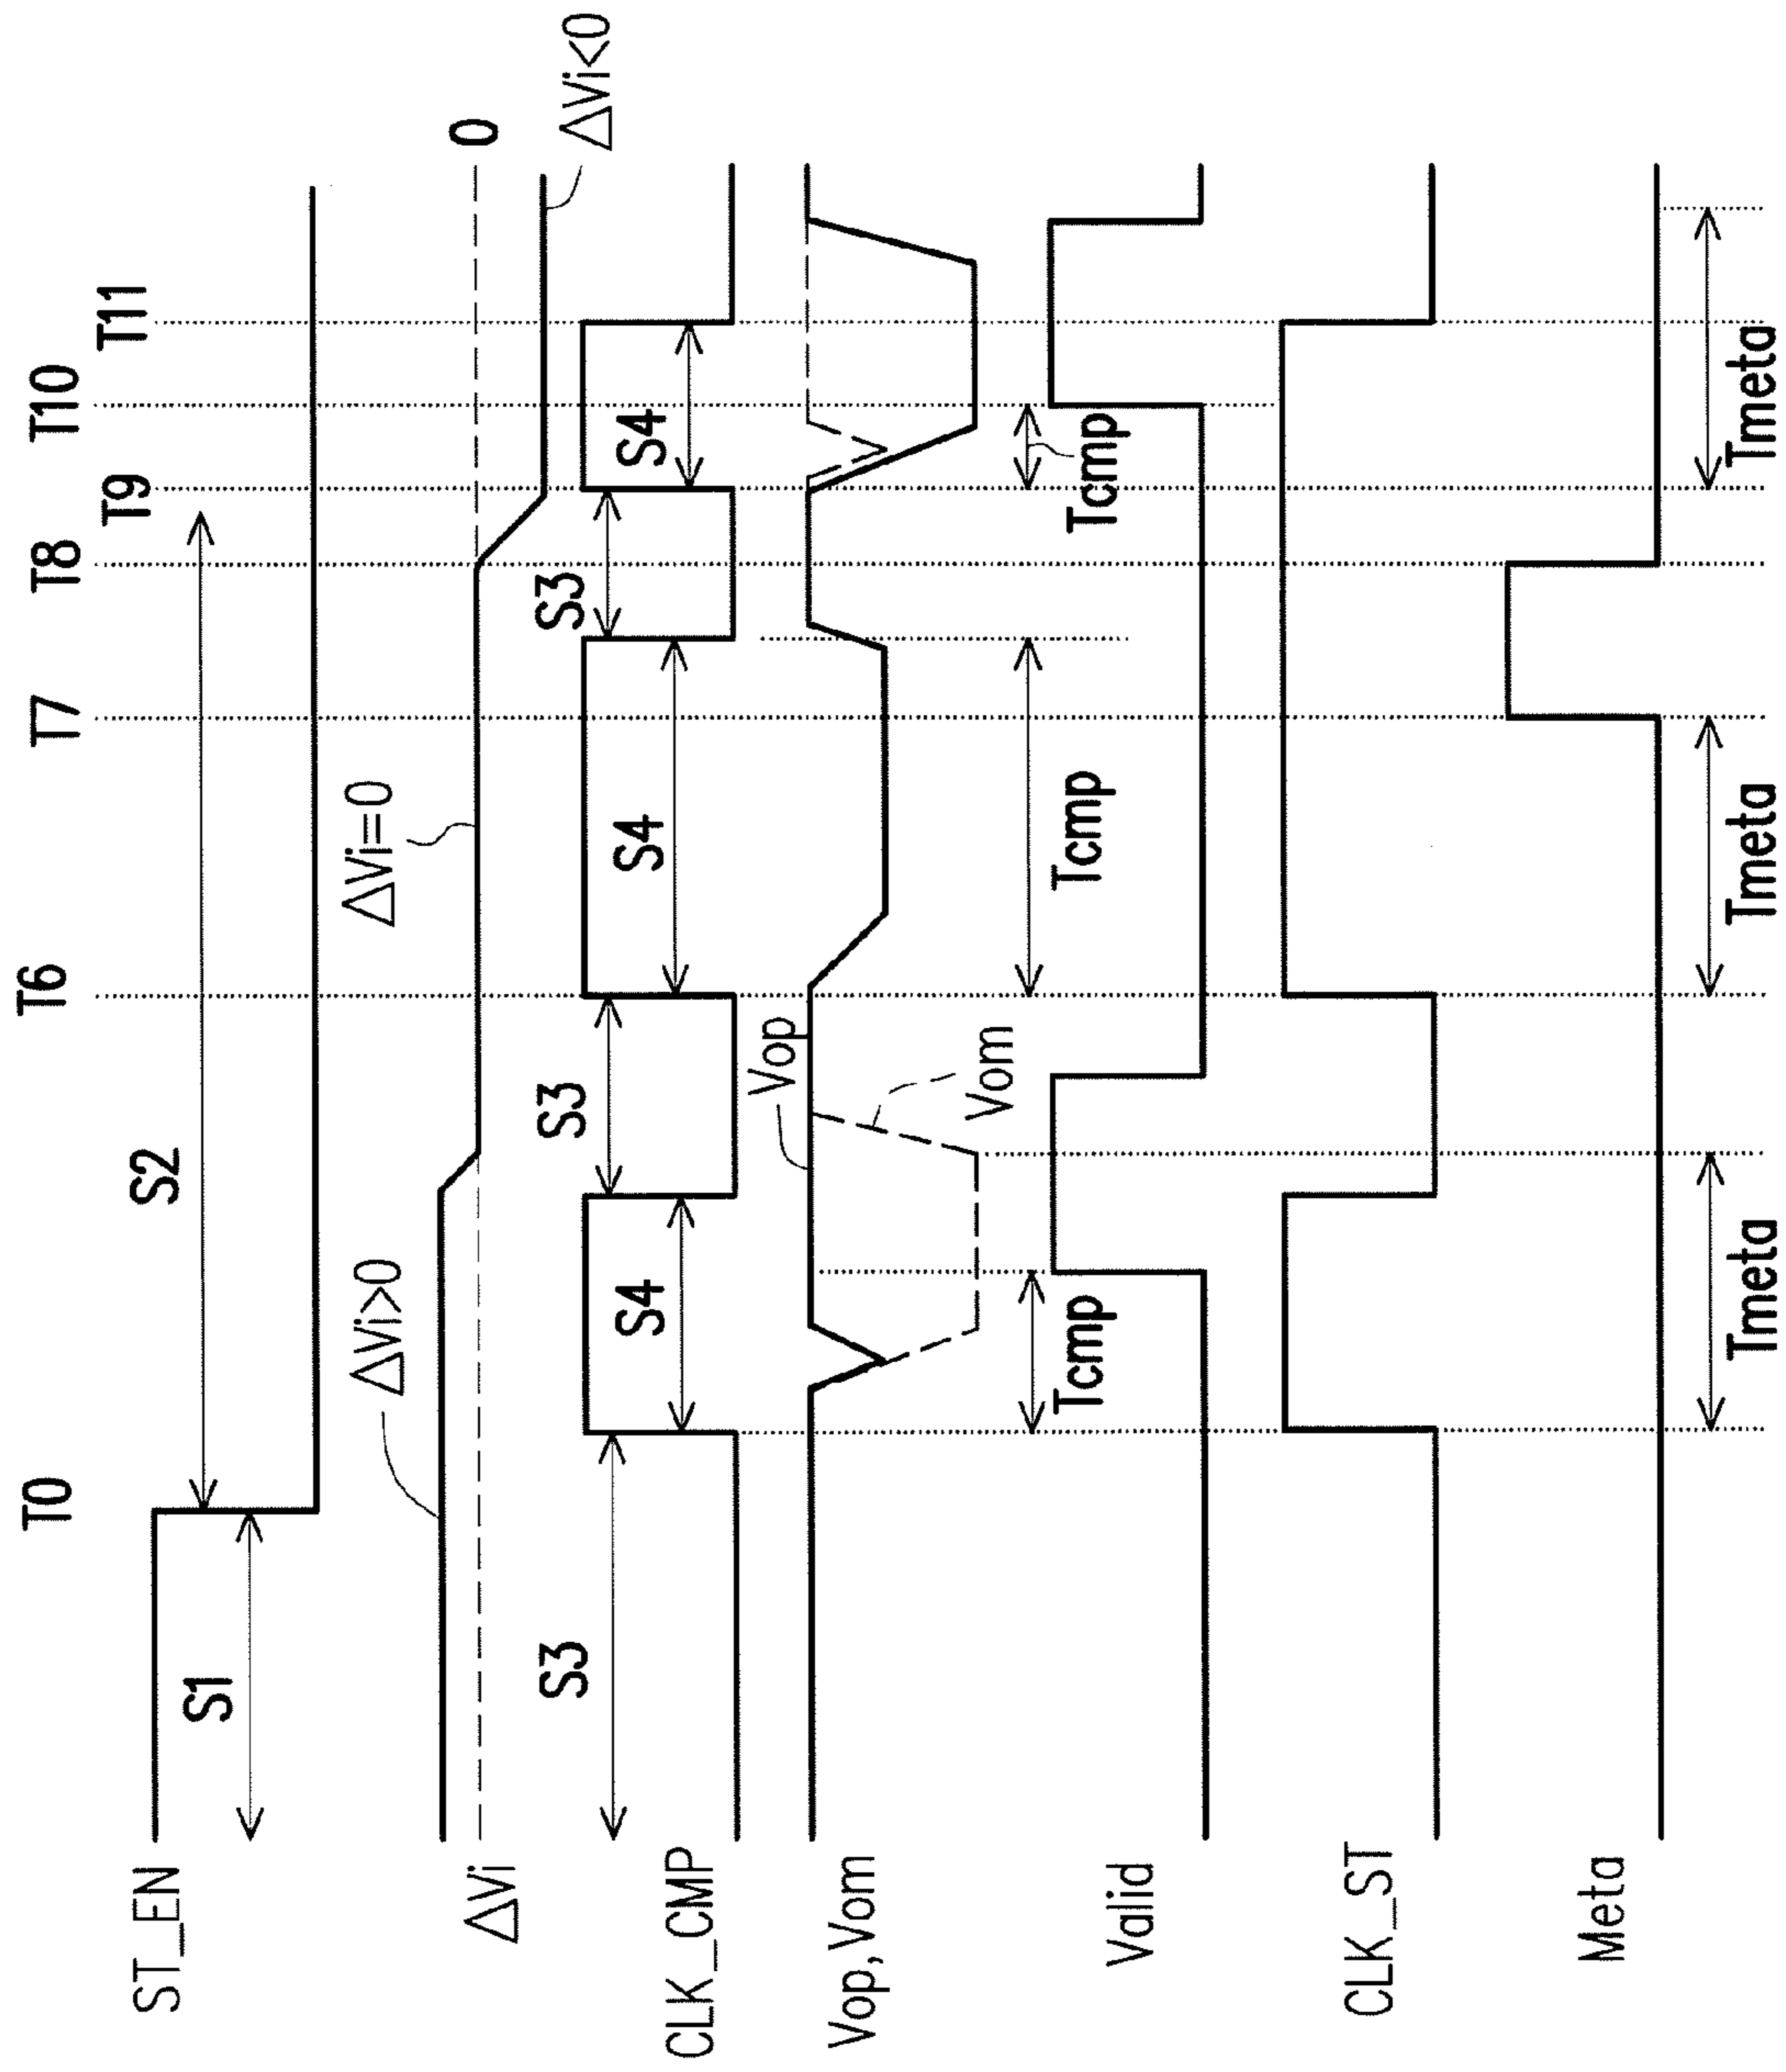 T0 T6 T7 T8 T9 T10 T11
ST_EN
S1
S2
ΔVi
ΔVi>0
ΔVi=0
0
ΔVi<0
CLK_CMP
S3
S4
S3
S4
S3
S4
Vop,Vom
Vop
Vom
Tcmp
Tcmp
Tcmp
Valid
CLK_ST
Meta
Tmeta
Tmeta
Tmeta